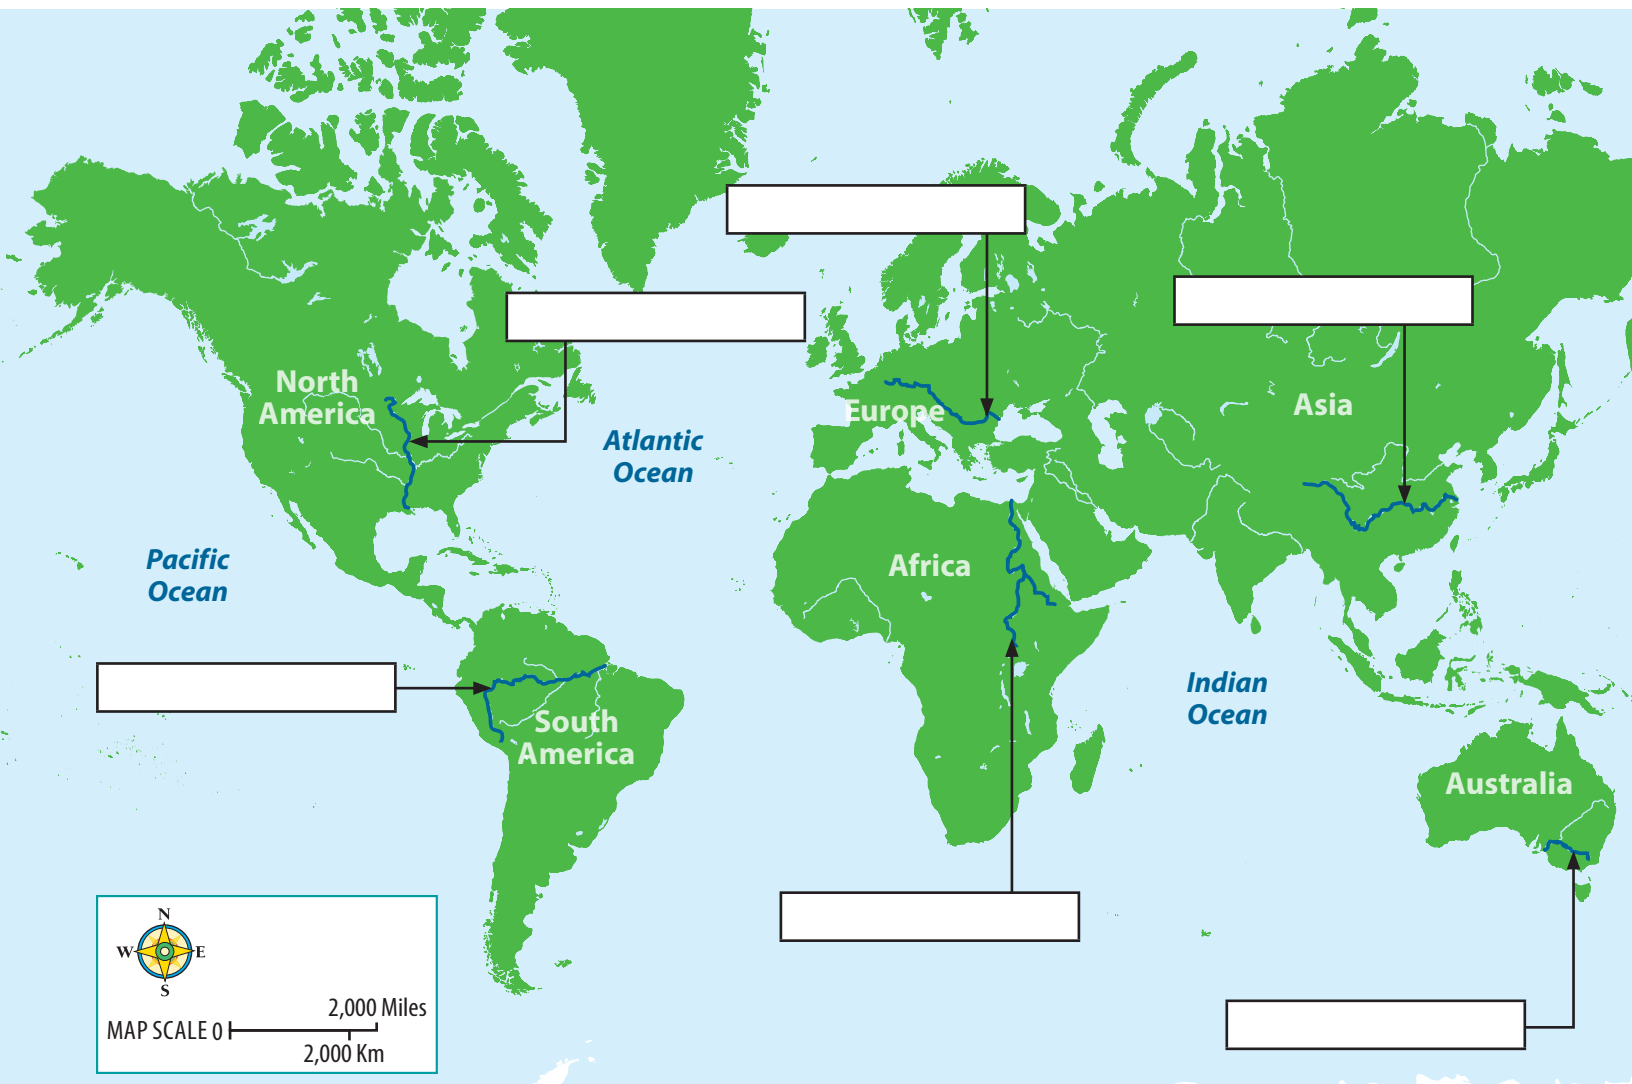 North
America
Atlantic
Ocean
Europe
Asia
Pacific
Ocean
Africa
Indian
Ocean
South
America
Australia
N
W
E
S
2,000 Miles
MAP SCALE 0
2,000 Km